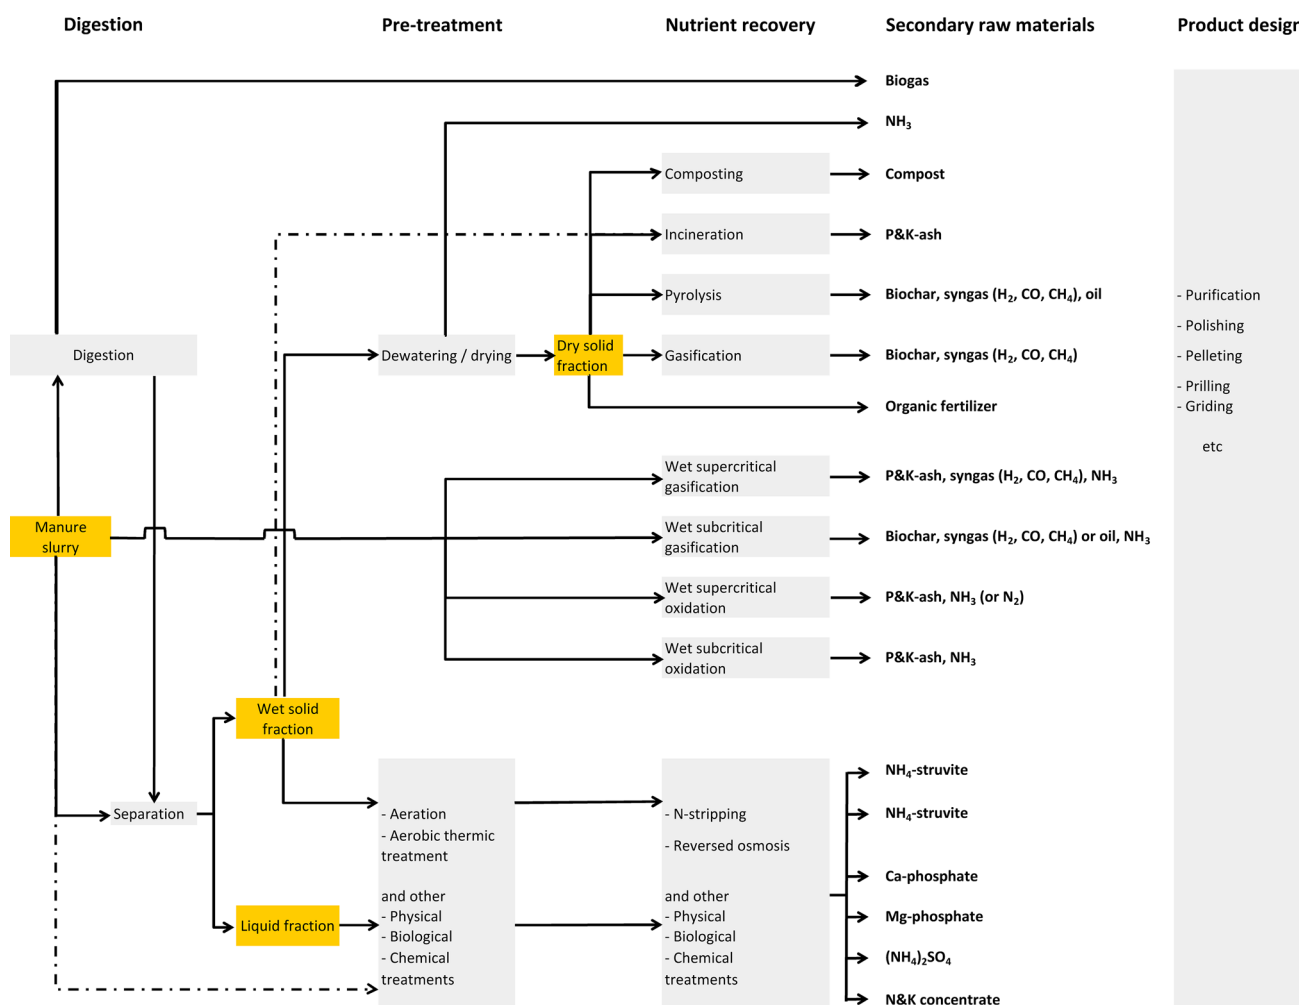 Digestion
Pre-treatment
Nutrient recovery
Secondary raw materials
Product design
Biogas
NH₃
Composting
Compost
Incineration
P&K-ash
Pyrolysis
Biochar, syngas (H₂, CO, CH₄), oil
- Purification
- Polishing
Digestion
Dewatering / drying
Dry solid
fraction
Gasification
Biochar, syngas (H₂, CO, CH₄)
- Pelleting
- Prilling
Organic fertilizer
- Griding
etc
Wet supercritical
gasification
P&K-ash, syngas (H₂, CO, CH₄), NH₃
Manure
slurry
Wet subcritical
gasification
Biochar, syngas (H₂, CO, CH₄) or oil, NH₃
Wet supercritical
oxidation
P&K-ash, NH₃ (or N₂)
Wet subcritical
oxidation
P&K-ash, NH₃
Wet solid
fraction
Separation
Liquid fraction
- Aeration
- Aerobic thermic
treatment
and other
- Physical
- Biological
- Chemical
treatments
- N-stripping
- Reversed osmosis
and other
- Physical
- Biological
- Chemical
treatments
NH₄-struvite
NH₄-struvite
Ca-phosphate
Mg-phosphate
(NH₄)₂SO₄
N&K concentrate